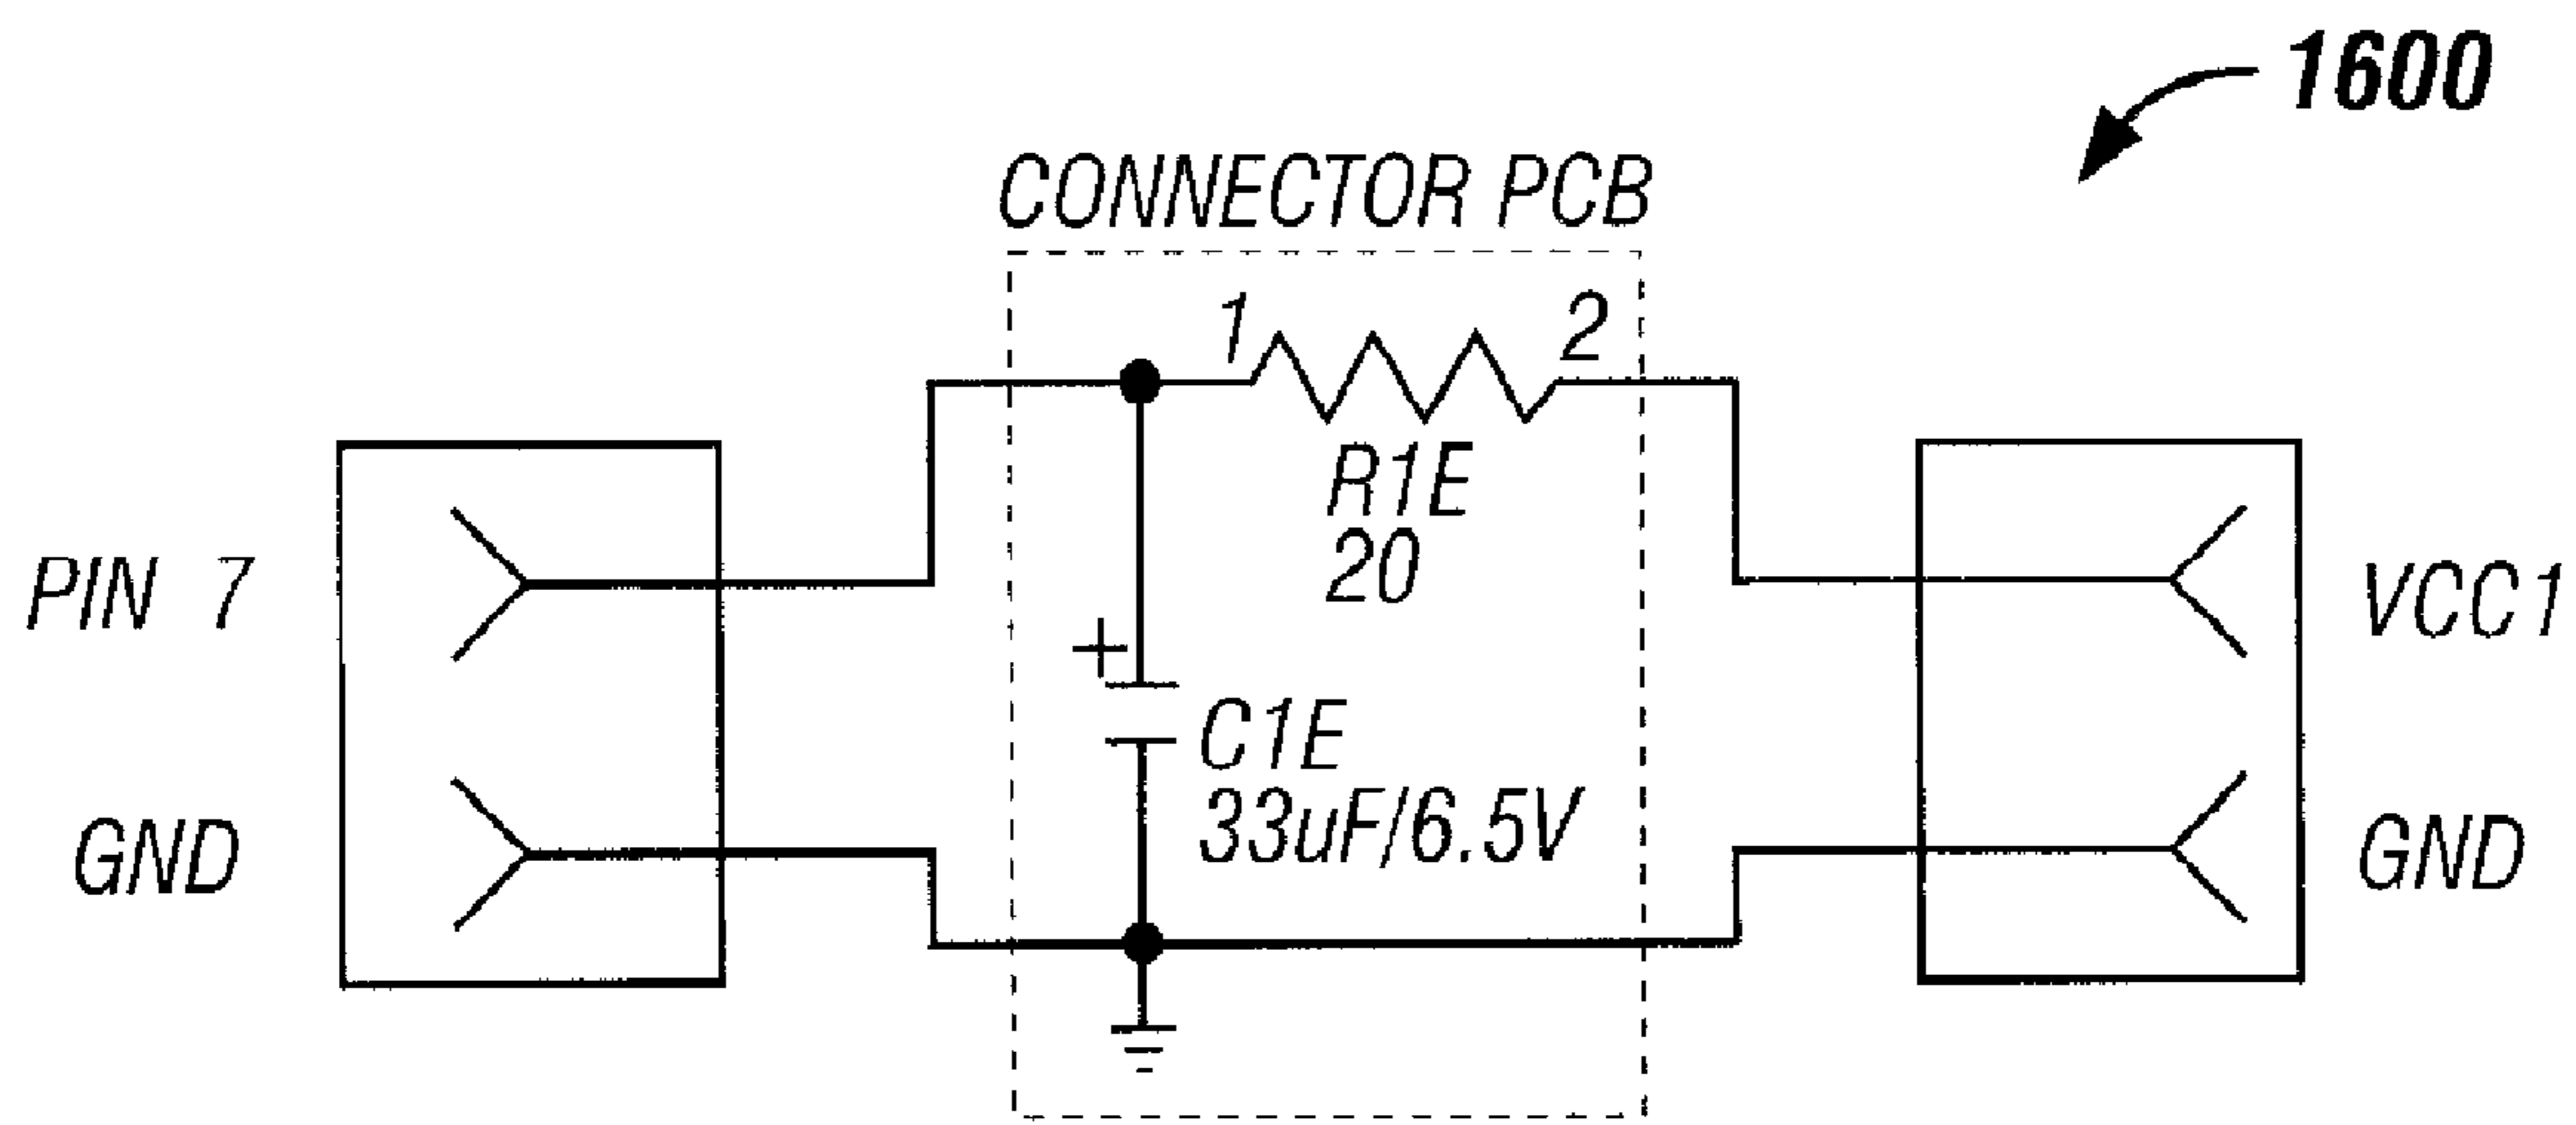 1600
CONNECTOR PCB
1 2
R1E
20
PIN 7
VCC1
+
C1E
33uF/6.5V
GND
GND